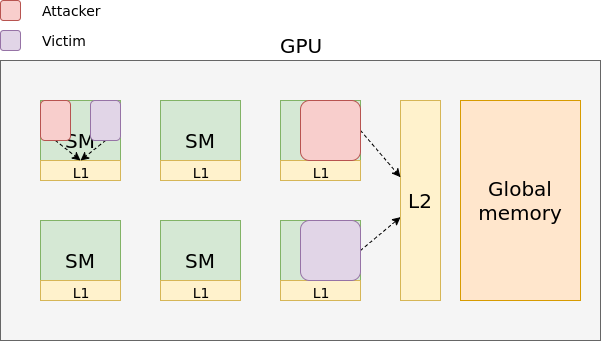 Attacker
Victim
GPU
SM
SM
L1
L1
L1
L2
Global
memory
SM
SM
L1
L1
L1